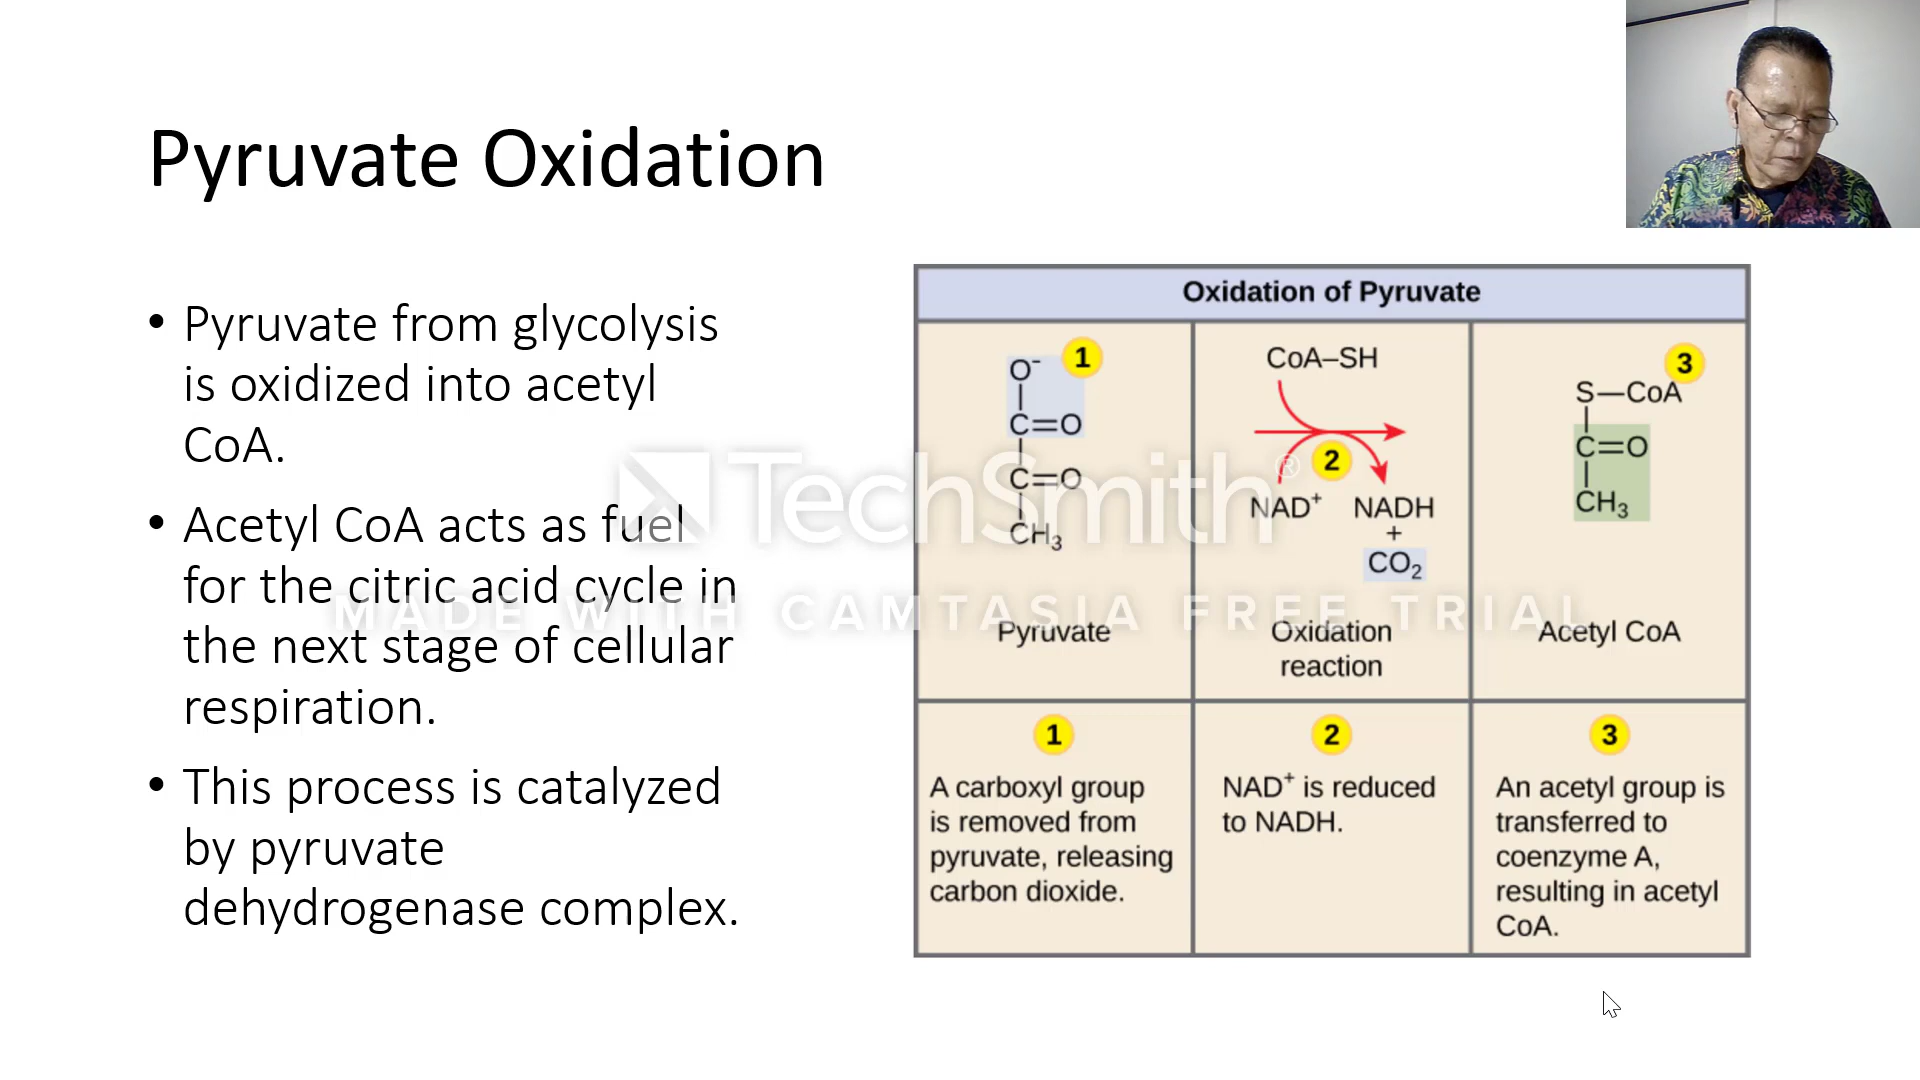 Pyruvate Oxidation
• Pyruvate from glycolysis
is oxidized into acetyl
CoA.
• Acetyl CoA acts as fuel
for the citric acid cycle in
the next stage of cellular
respiration.
• This process is catalyzed
by pyruvate
dehydrogenase complex.
Oxidation of Pyruvate
1
O⁻
C=O
C=O
CH₃
Pyruvate
CoA–SH
2
NAD⁺ NADH
+
CO₂
Oxidation
reaction
3
S—CoA
C=O
CH₃
Acetyl CoA
1
A carboxyl group
is removed from
pyruvate, releasing
carbon dioxide.
2
NAD⁺ is reduced
to NADH.
3
An acetyl group is
transferred to
coenzyme A,
resulting in acetyl
CoA.
TechSmith®
MADE WITH CAMTASIA FREE TRIAL